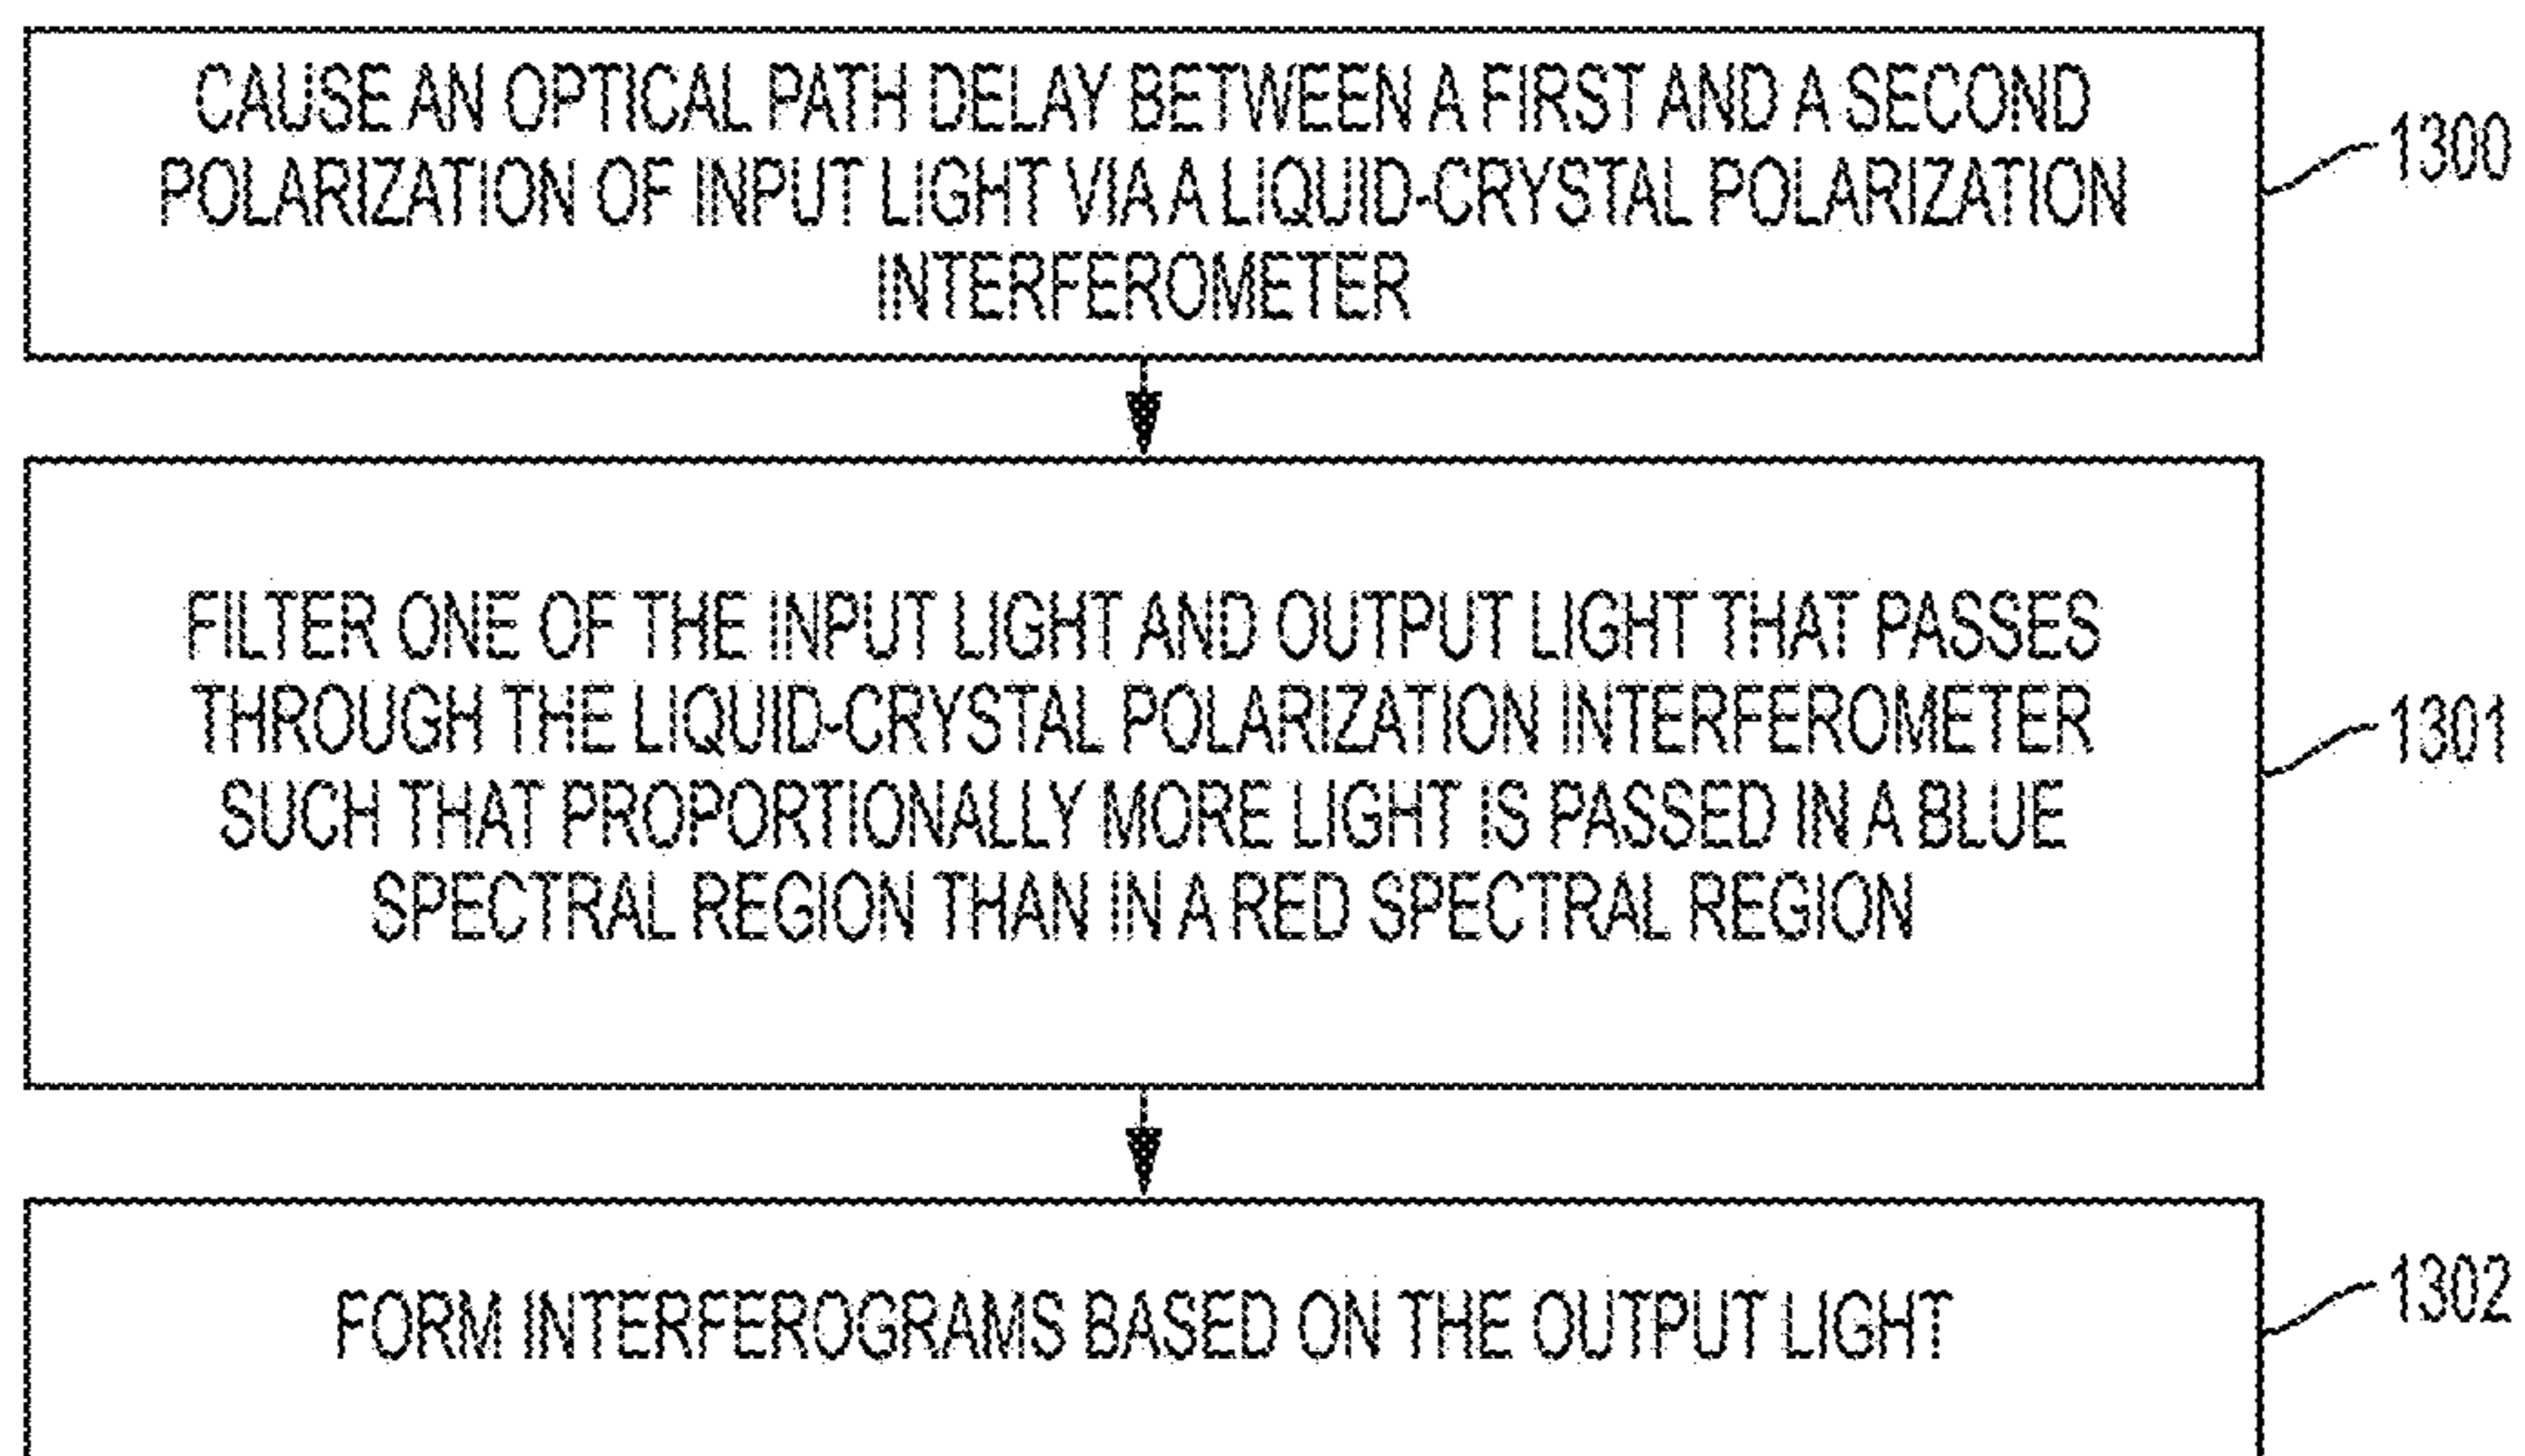 CAUSE AN OPTICAL PATH DELAY BETWEEN A FIRST AND A SECOND
POLARIZATION OF INPUT LIGHT VIA A LIQUID-CRYSTAL POLARIZATION
INTERFEROMETER
1300
FILTER ONE OF THE INPUT LIGHT AND OUTPUT LIGHT THAT PASSES
THROUGH THE LIQUID-CRYSTAL POLARIZATION INTERFEROMETER
SUCH THAT PROPORTIONALLY MORE LIGHT IS PASSED IN A BLUE
SPECTRAL REGION THAN IN A RED SPECTRAL REGION
1301
FORM INTERFEROGRAMS BASED ON THE OUTPUT LIGHT
1302